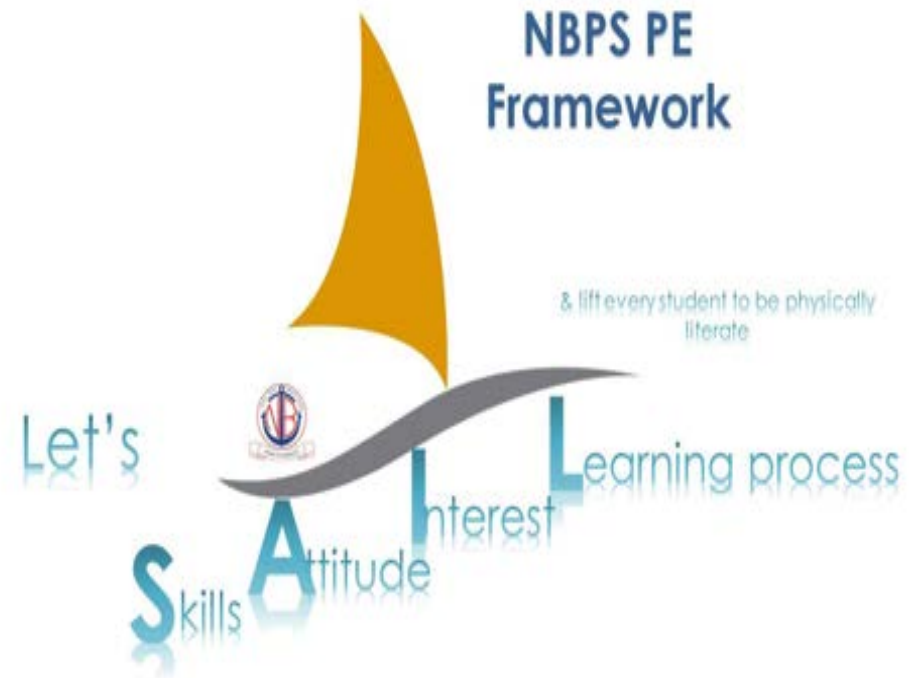 NBPS PE
Framework
& lift every student to be physically
literate
Let's
Skills
Attitude
Interest
Learning process